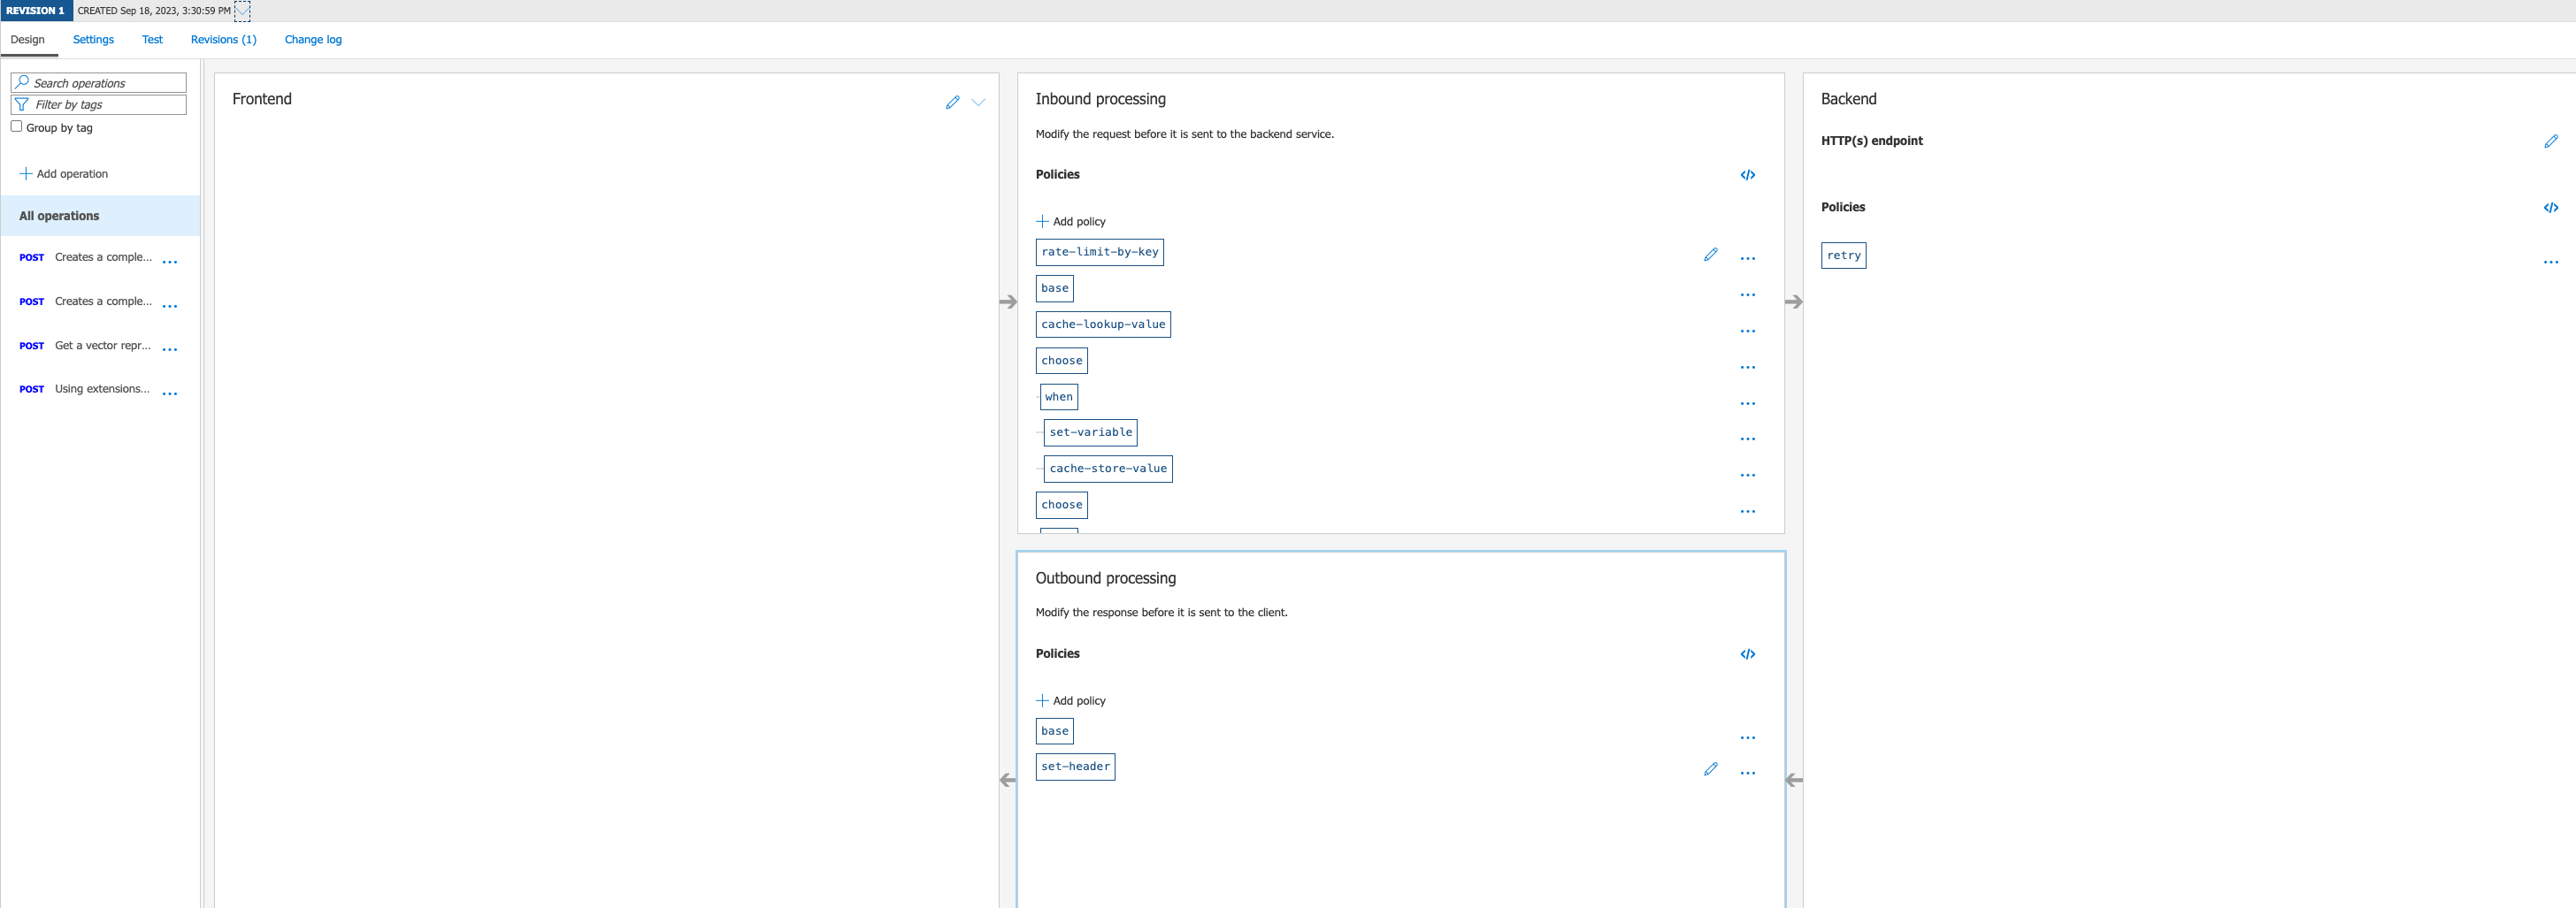 REVISION 1 CREATED Sep 18, 2023, 3:30:59 PM
Design Settings Test Revisions (1) Change log
Search operations
Filter by tags
Group by tag
Add operation
All operations
POST Creates a comple... ...
POST Creates a comple... ...
POST Get a vector repr... ...
POST Using extensions... ...
Frontend
Inbound processing
Modify the request before it is sent to the backend service.
Policies </>
Add policy
rate-limit-by-key ...
base ...
cache-lookup-value ...
choose ...
when ...
set-variable ...
cache-store-value ...
choose ...
Outbound processing
Modify the response before it is sent to the client.
Policies </>
Add policy
base ...
set-header ...
Backend
HTTP(s) endpoint
Policies </>
retry ...